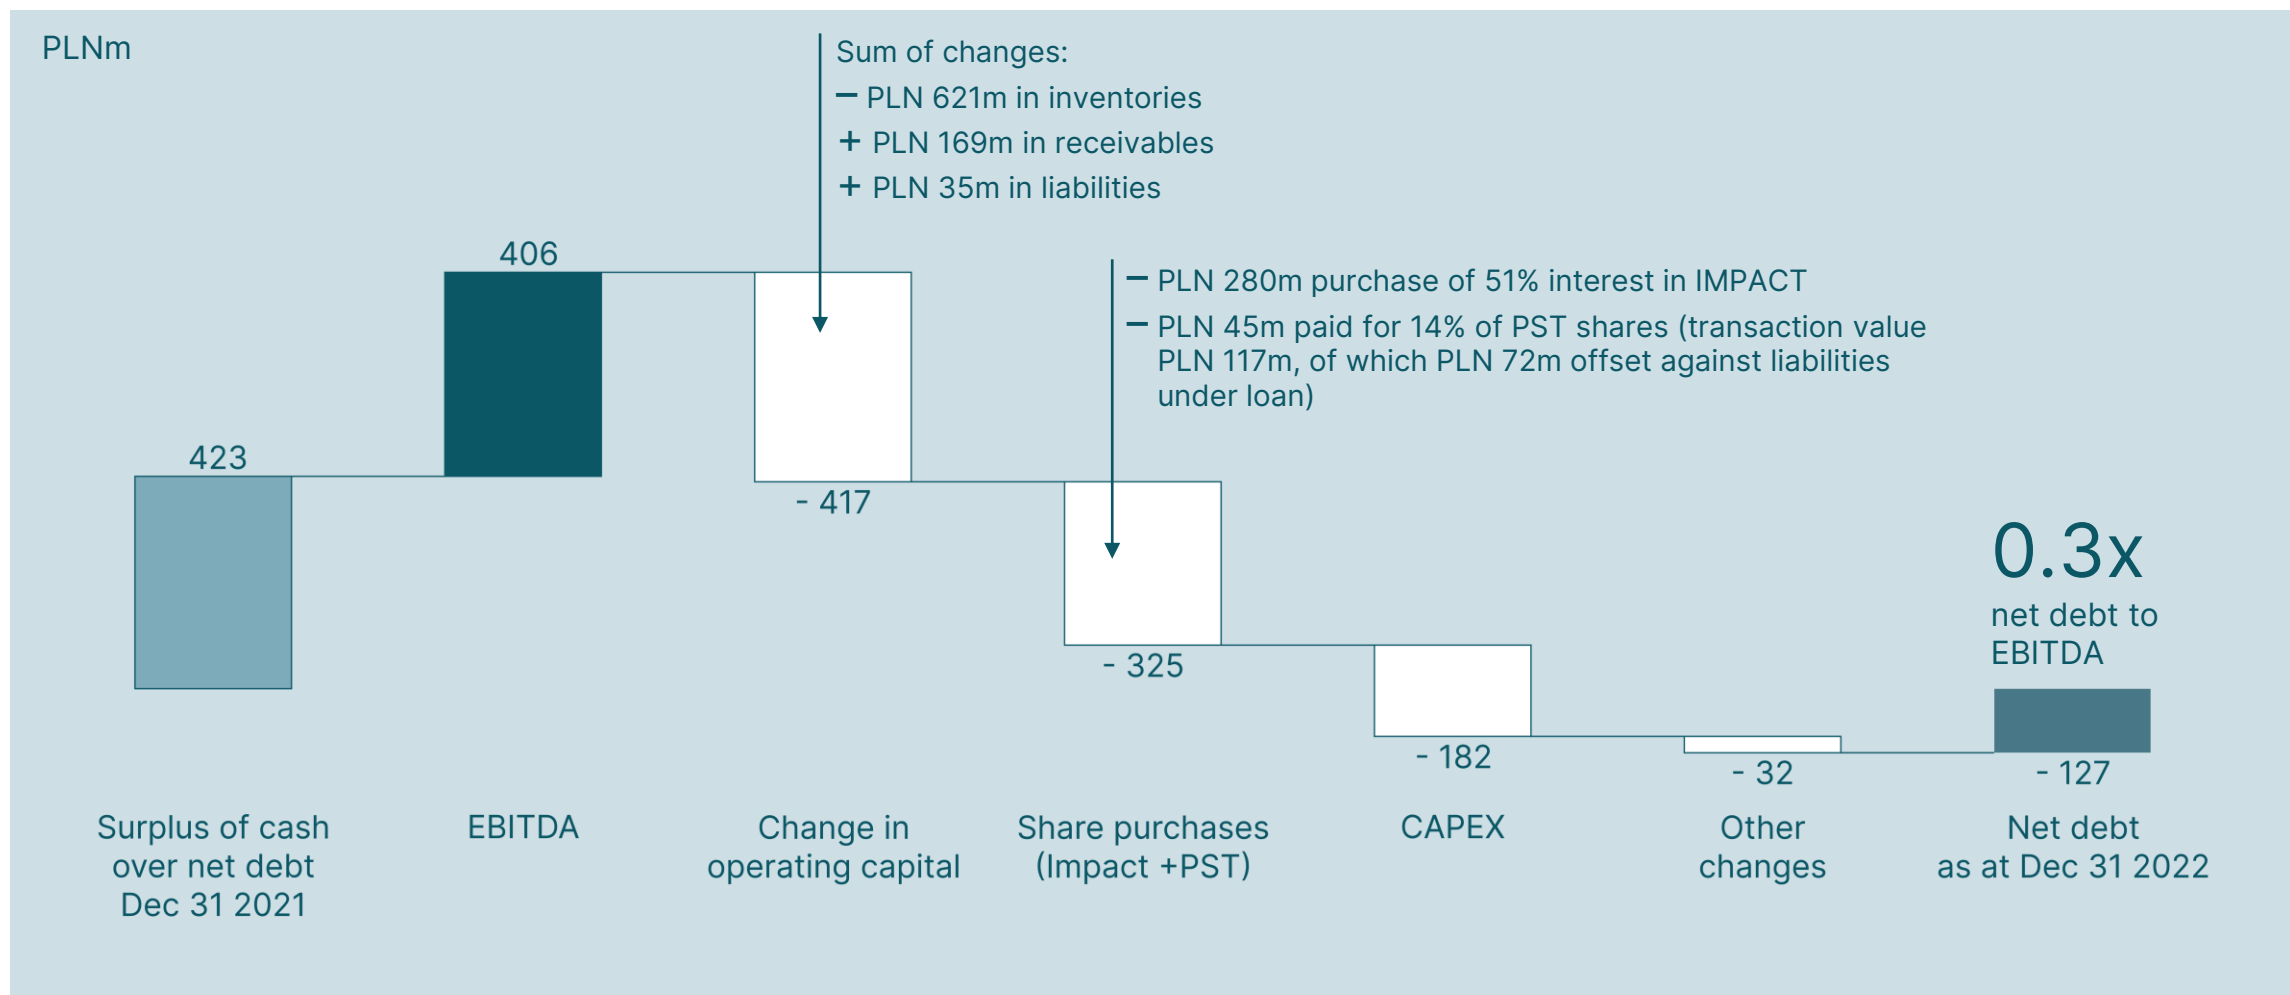 PLNm
Sum of changes:
− PLN 621m in inventories
+ PLN 169m in receivables
+ PLN 35m in liabilities
406
− PLN 280m purchase of 51% interest in IMPACT
− PLN 45m paid for 14% of PST shares (transaction value
PLN 117m, of which PLN 72m offset against liabilities
under loan)
423
- 417
- 325
0.3x
net debt to
EBITDA
- 182
- 32
- 127
Surplus of cash
over net debt
Dec 31 2021
EBITDA
Change in
operating capital
Share purchases
(Impact +PST)
CAPEX
Other
changes
Net debt
as at Dec 31 2022